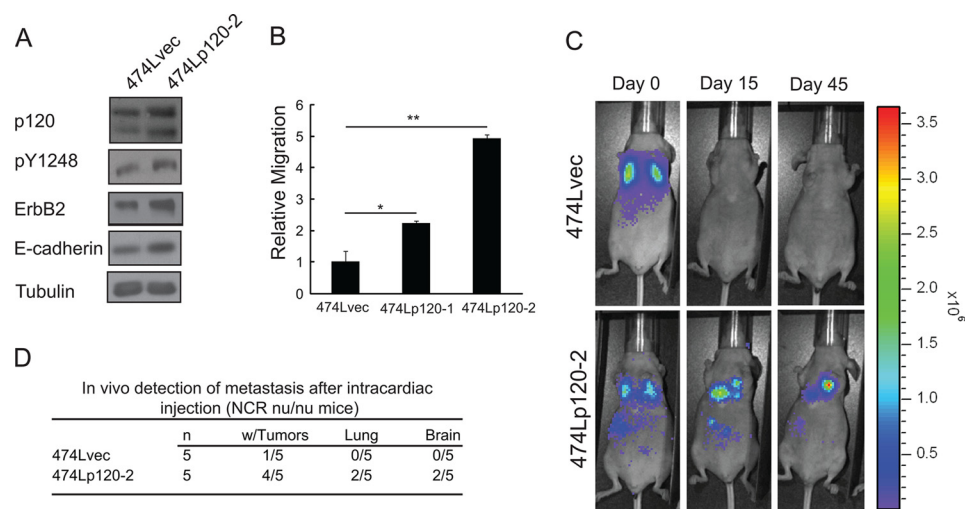 A
474Lvec
474Lp120-2
p120
pY1248
ErbB2
E-cadherin
Tubulin
B
Relative Migration
6
5
4
3
2
1
0
**
*
474Lvec 474Lp120-1 474Lp120-2
C
Day 0 Day 15 Day 45
474Lvec
474Lp120-2
3.5
3.0
2.5
2.0
1.5
1.0
0.5
x10⁶
D
In vivo detection of metastasis after intracardiac
injection (NCR nu/nu mice)
n w/Tumors Lung Brain
474Lvec 5 1/5 0/5 0/5
474Lp120-2 5 4/5 2/5 2/5